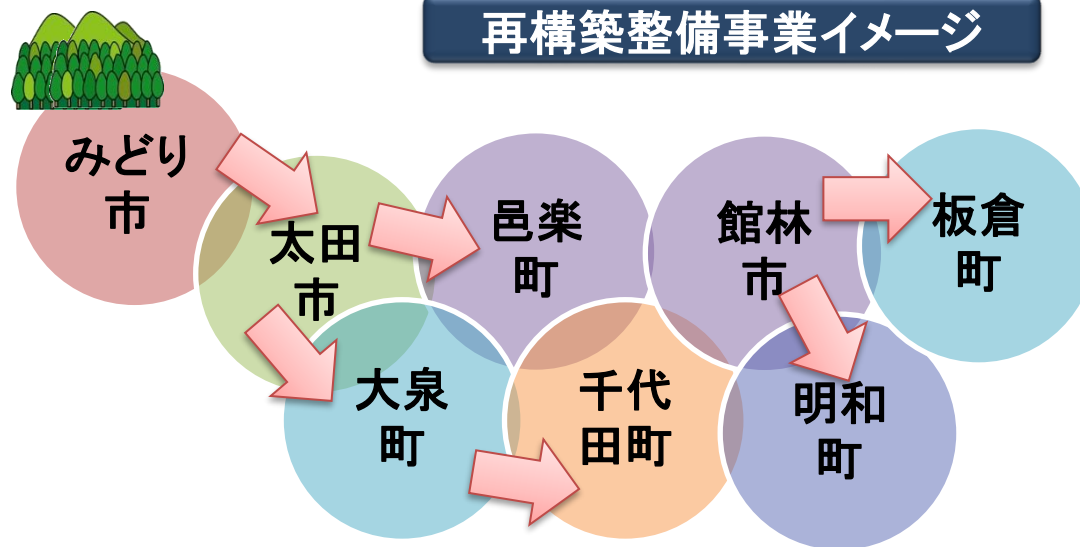 再構築整備事業イメージ
みどり
市
太田
市
邑楽
町
館林
市
板倉
町
大泉
町
千代
田町
明和
町